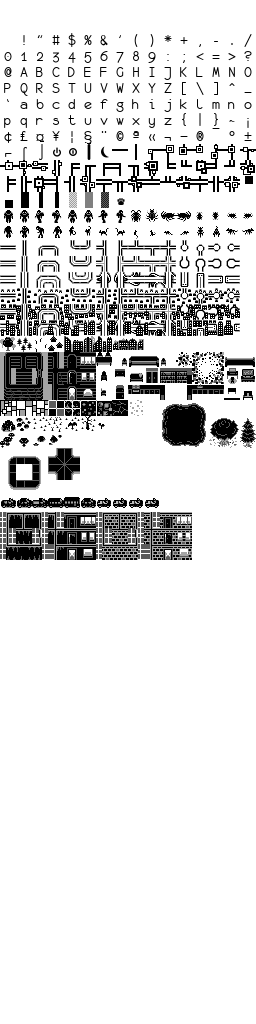 ! " # $ % & ' ( ) * + , - . /
0 1 2 3 4 5 6 7 8 9 : ; < = > ?
@ A B C D E F G H I J K L M N O
P Q R S T U V W X Y Z [ \ ] ^ _
` a b c d e f g h i j k l m n o
p q r s t u v w x y z { | } ~
¢ £ ¤ ¥ ¦ § ¨ © ª « ¬ - ® ° ±